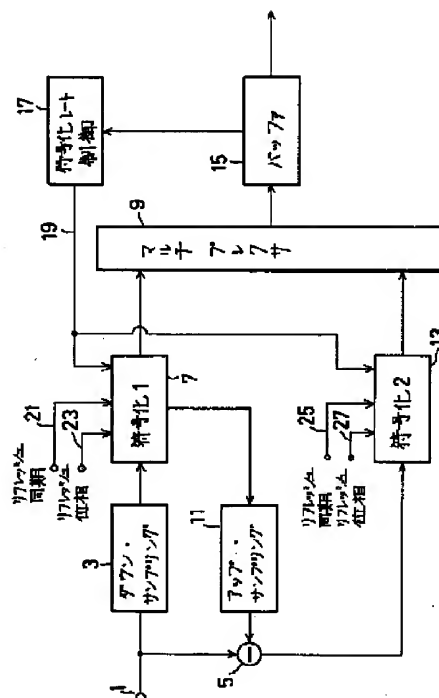 17
符号化レート
制御
19
21
リフレッシュ
同期
23
リフレッシュ
位相
9
マルチプレクサ
1
3
ダウン・
サンプリング
符号化1
7
15
バッファ
11
アップ・
サンプリング
5
25
リフレッシュ
同期
27
リフレッシュ
位相
符号化2
13